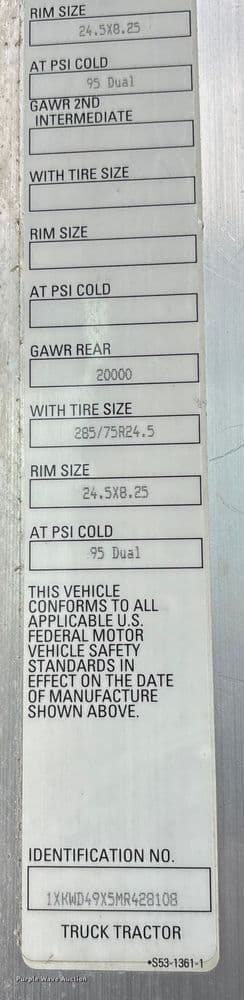 RIM SIZE
24.5X8.25
AT PSI COLD
95 Dual
GAWR 2ND
INTERMEDIATE
WITH TIRE SIZE
RIM SIZE
AT PSI COLD
GAWR REAR
20000
WITH TIRE SIZE
285/75R24.5
RIM SIZE
24.5X8.25
AT PSI COLD
95 Dual
THIS VEHICLE
CONFORMS TO ALL
APPLICABLE U.S.
FEDERAL MOTOR
VEHICLE SAFETY
STANDARDS IN
EFFECT ON THE DATE
OF MANUFACTURE
SHOWN ABOVE.
IDENTIFICATION NO.
1XKWD49X5MR428108
TRUCK TRACTOR
•S53-1361-1
Purple Wave Auction